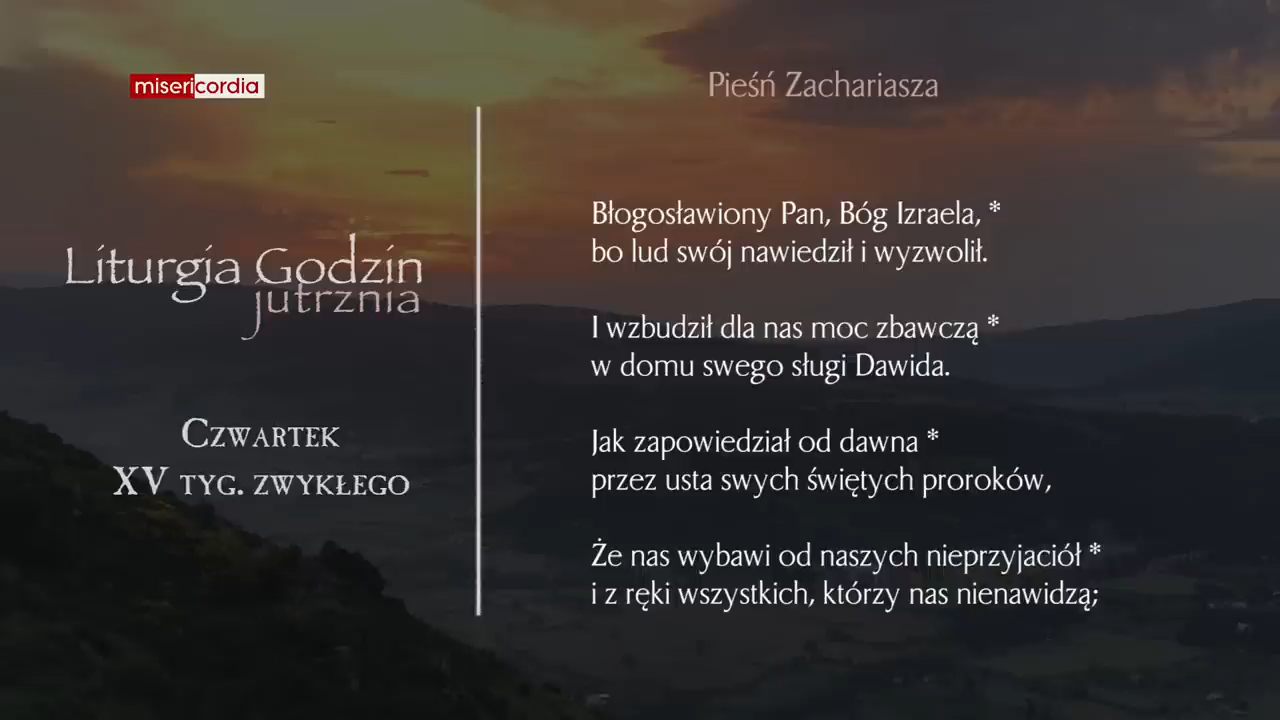 misericordia
Liturgia Godzin
jutrznia
Czwartek
XV tyg. zwykłego
Pieśń Zachariasza
Błogosławiony Pan, Bóg Izraela, *
bo lud swój nawiedził i wyzwolił.
I wzbudził dla nas moc zbawczą *
w domu swego sługi Dawida.
Jak zapowiedział od dawna *
przez usta swych świętych proroków,
Że nas wybawi od naszych nieprzyjaciół *
i z ręki wszystkich, którzy nas nienawidzą;